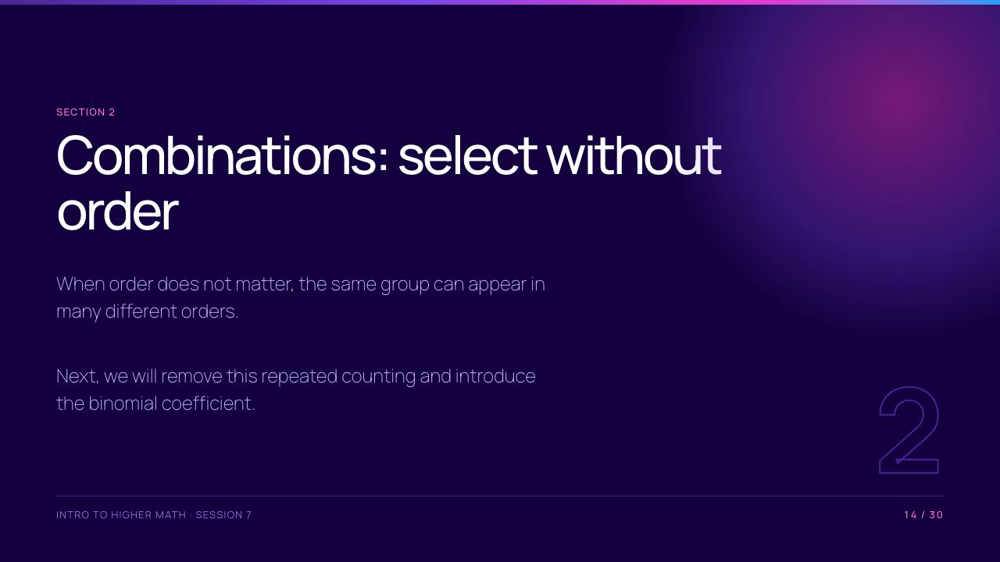 SECTION 2
Combinations: select without
order
When order does not matter, the same group can appear in
many different orders.
Next, we will remove this repeated counting and introduce
the binomial coefficient.
2
INTRO TO HIGHER MATH · SESSION 7
14 / 30